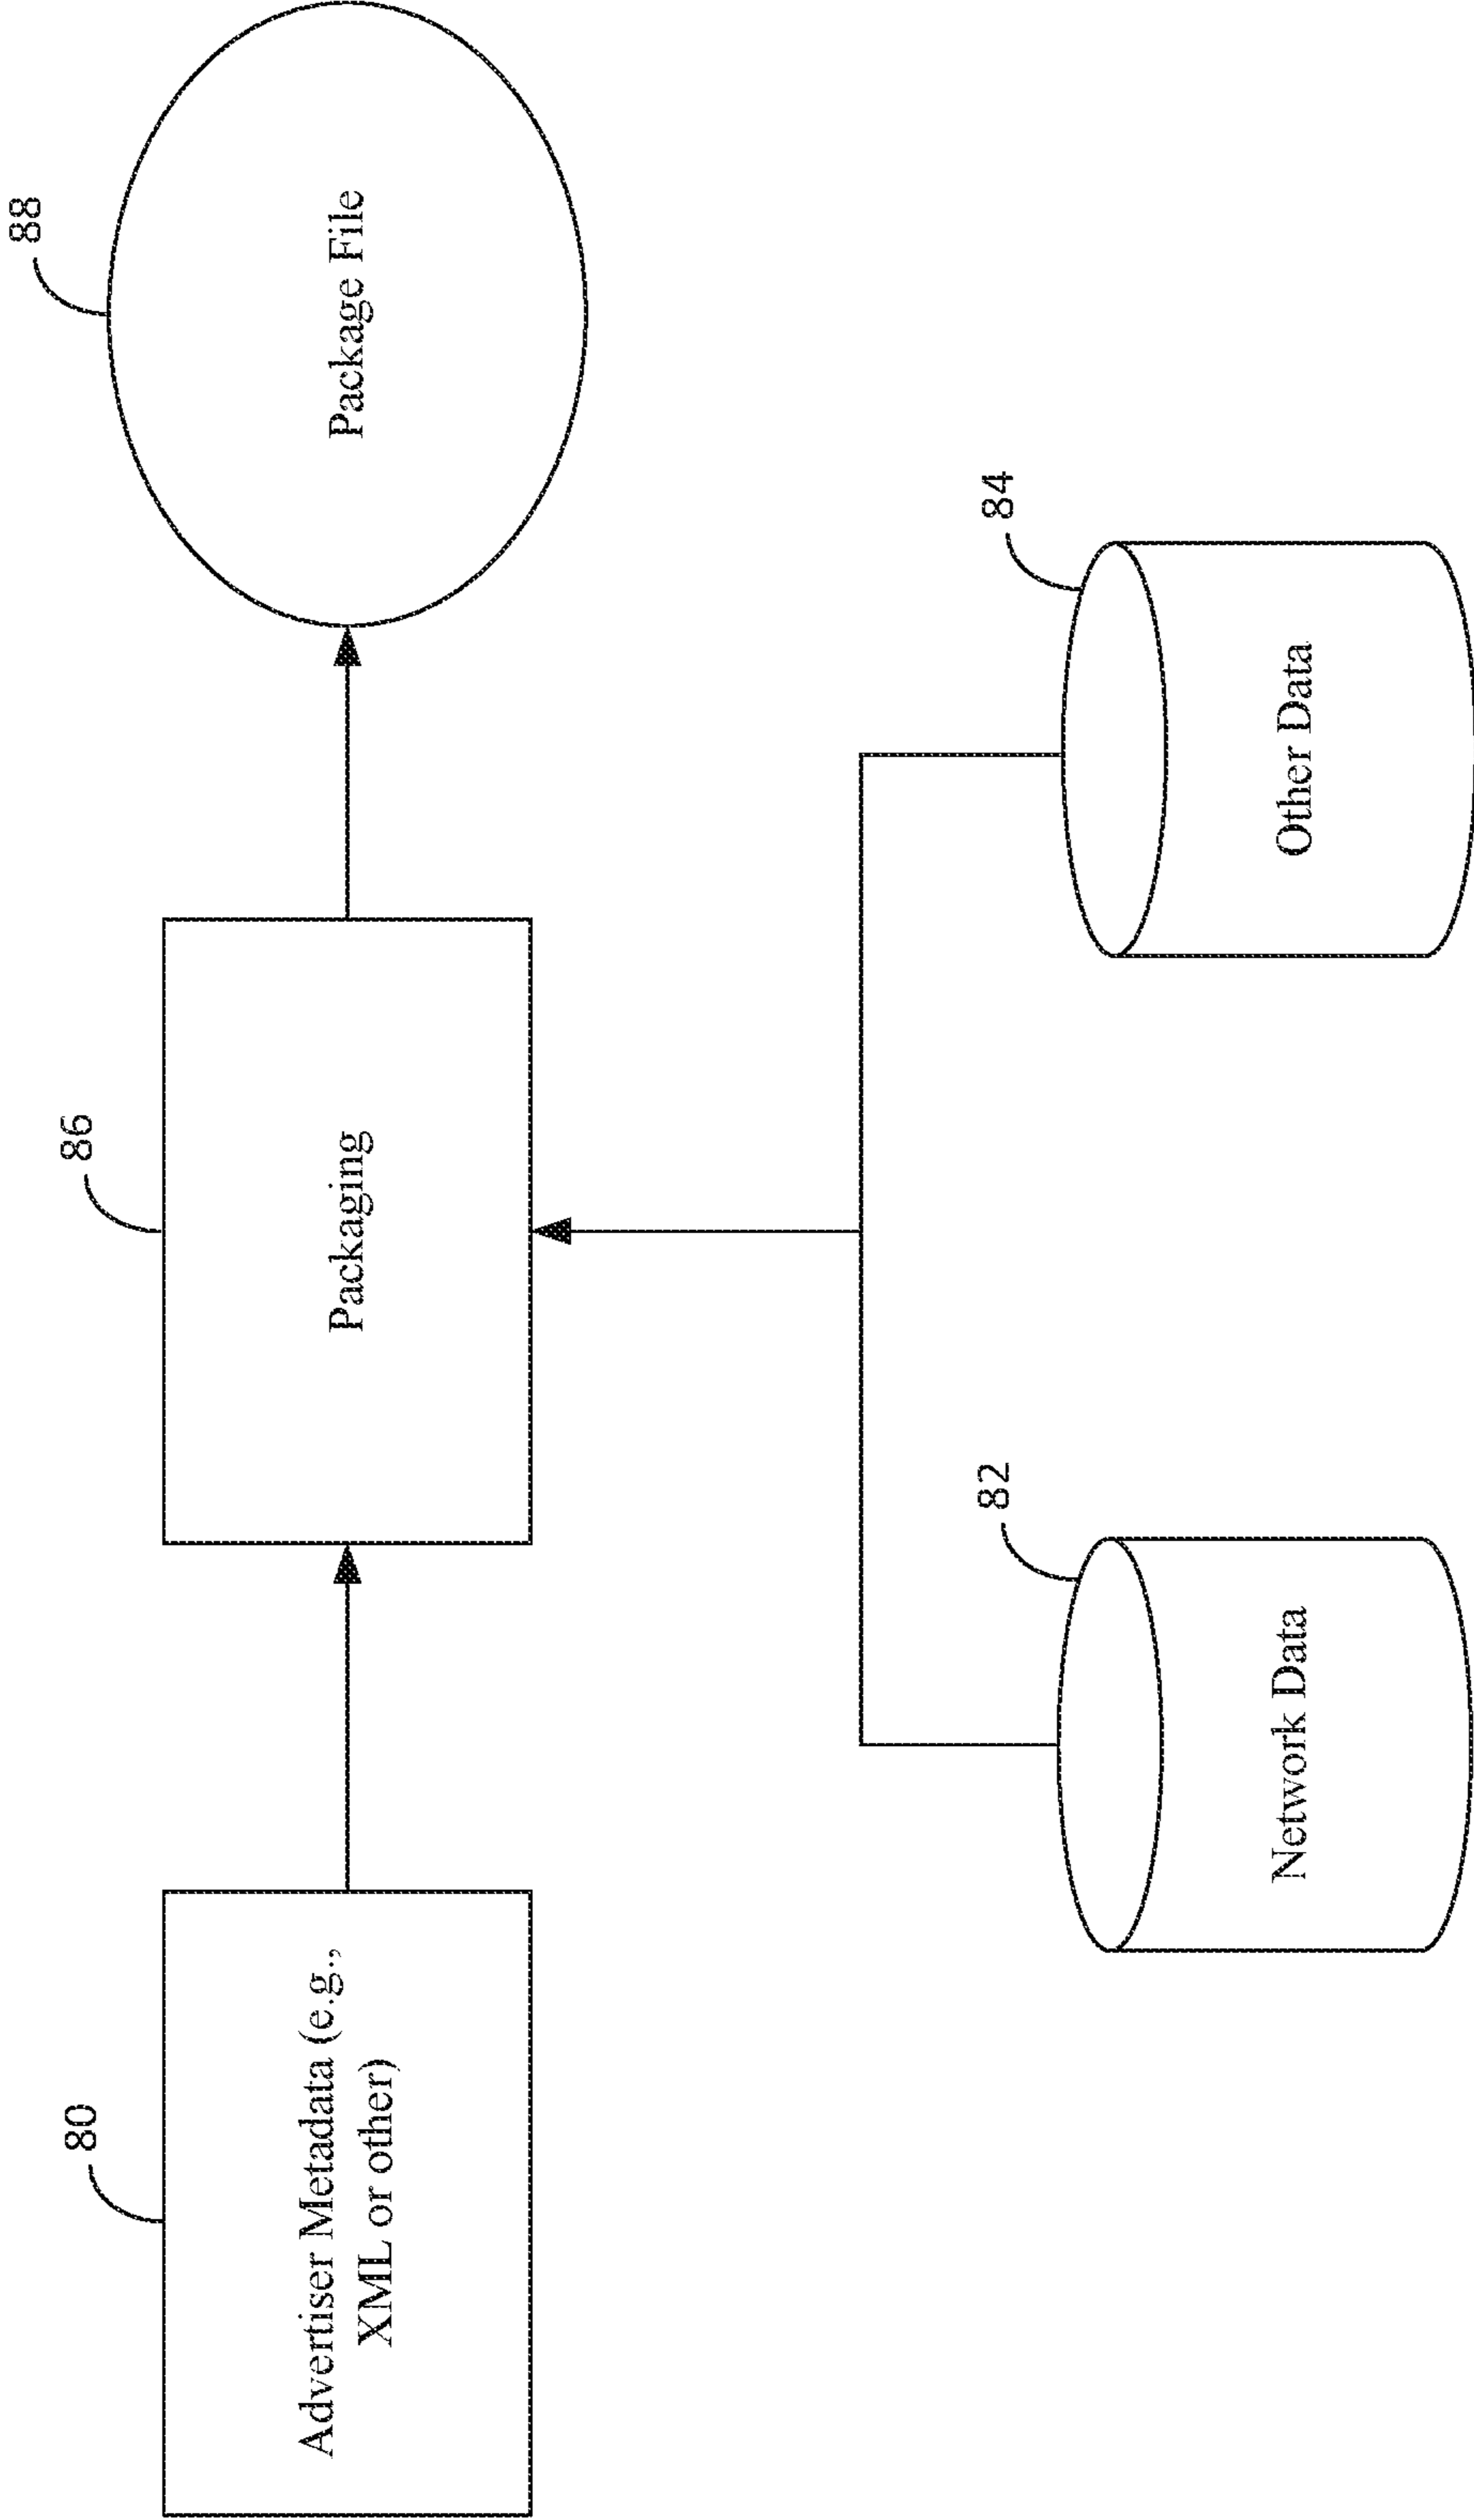 80
Advertiser Metadata (e.g.,
XML or other)
86
Packaging
88
Package File
82
Network Data
84
Other Data